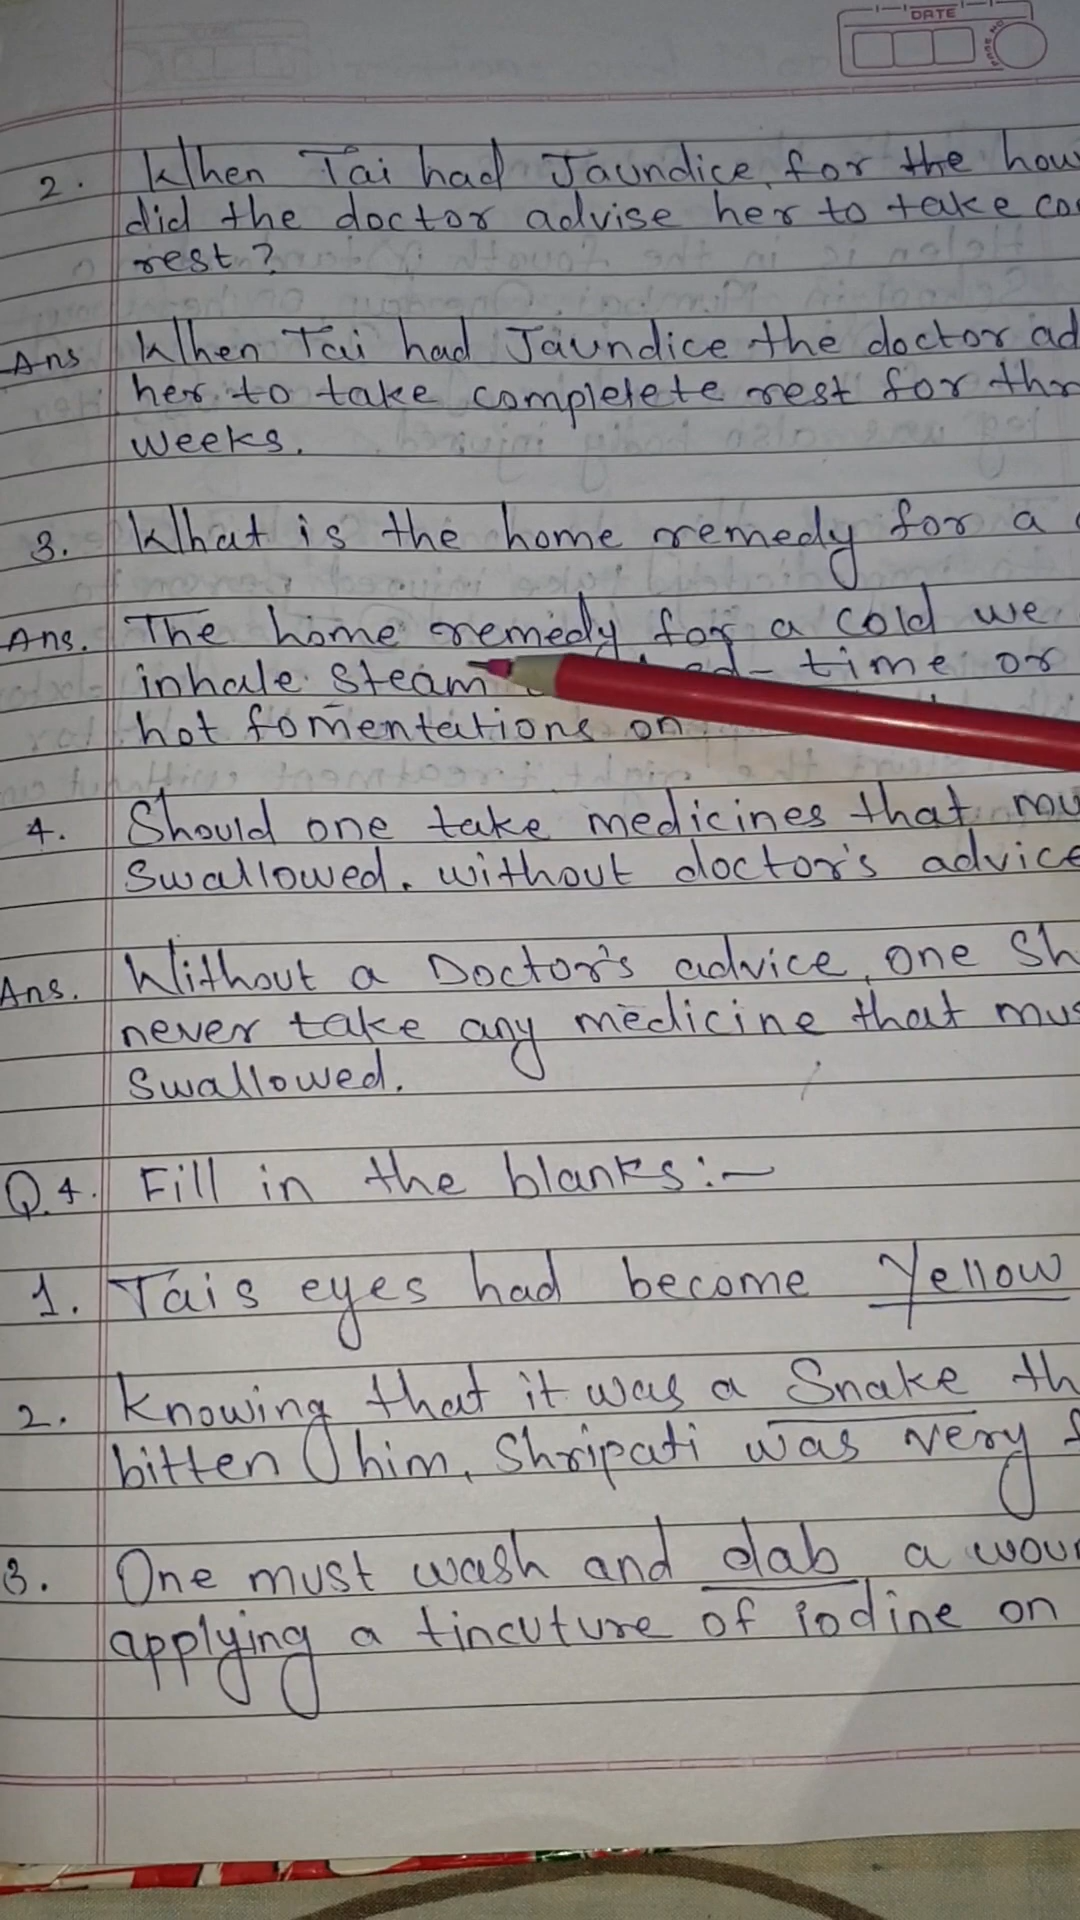 DATE
2. When Tai had Jaundice, for the how
did the doctor advise her to take
rest?
Ans When Tai had Jaundice the doctor ad
her to take complete rest for thr
weeks.
3. What is the home remedy for a
Ans. The home remedy for a cold we
inhale steam time or
hot fomentations on
4. Should one take medicines that mu
swallowed. without doctor's advice
Ans. Without a Doctor's advice, one sh
never take any medicine that mus
swallowed.
Q.4. Fill in the blanks:-
1. Tais eyes had become Yellow
2. Knowing that it was a Snake th
bitten him, Shripati was very
3. One must wash and dab a woun
applying a tincuture of iodine on